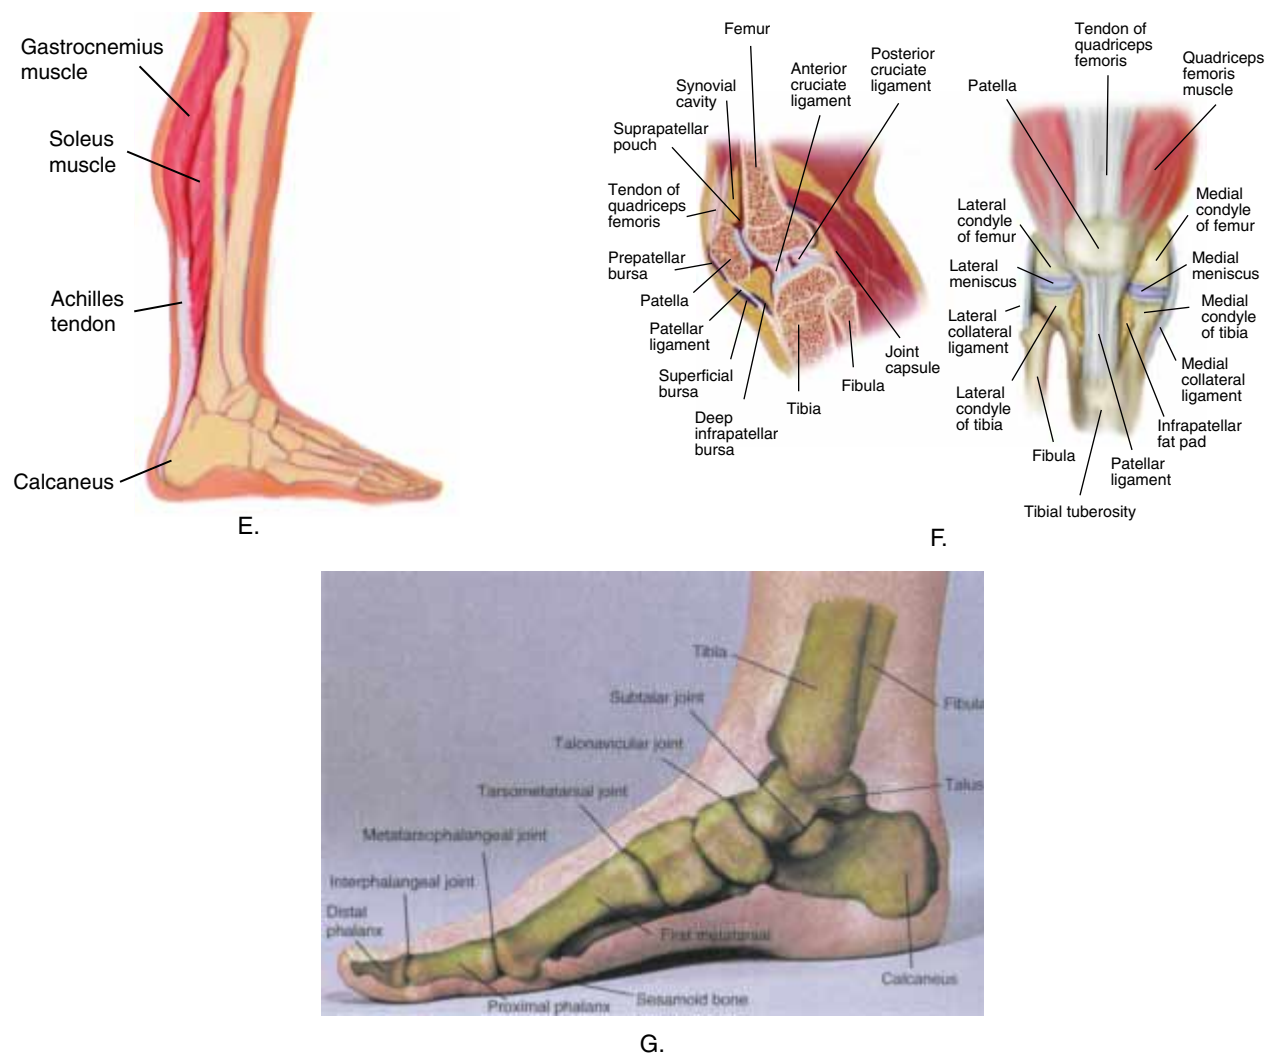 Gastrocnemius
muscle
Soleus
muscle
Achilles
tendon
Calcaneus
E.
Femur
Synovial
cavity
Suprapatellar
pouch
Tendon of
quadriceps
femoris
Prepatellar
bursa
Patella
Patellar
ligament
Superficial
bursa
Deep
infrapatellar
bursa
Anterior
cruciate
ligament
Posterior
cruciate
ligament
Tibia
Fibula
Joint
capsule
Patella
Tendon of
quadriceps
femoris
Quadriceps
femoris
muscle
Lateral
condyle
of femur
Lateral
meniscus
Lateral
collateral
ligament
Lateral
condyle
of tibia
Fibula
Tibial tuberosity
Medial
condyle
of femur
Medial
meniscus
Medial
condyle
of tibia
Medial
collateral
ligament
Infrapatellar
fat pad
Patellar
ligament
F.
Tibia
Subtalar joint
Fibula
Talonavicular joint
Talus
Tarsometatarsal joint
Metatarsophalangeal joint
Interphalangeal joint
Distal
phalanx
First metatarsal
Calcaneus
Sesamoid bone
Proximal phalanx
G.